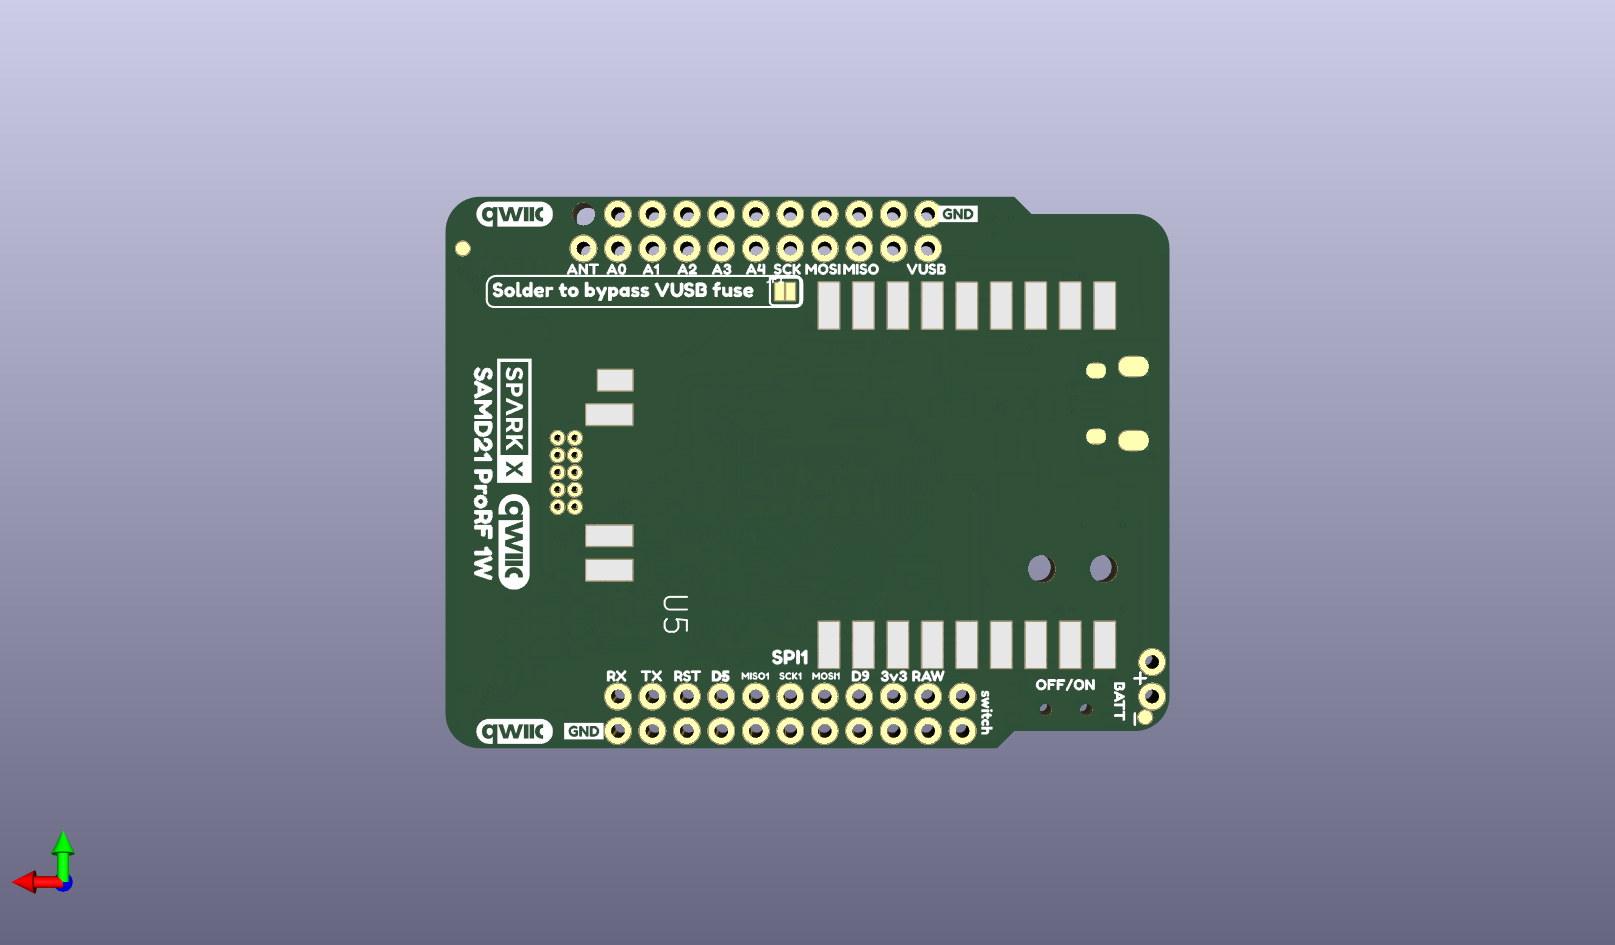 qwiic
GND
ANT A0 A1 A2 A3 A4 SCK MOSI MISO VUSB
Solder to bypass VUSB fuse
SPARK X
SAMD21 ProRF 1W
qwiic
U5
SPI1
RX TX RST D5 MISO1 SCK1 MOSI1 D9 3v3 RAW
switch
OFF/ON
+
BATT
-
qwiic
GND